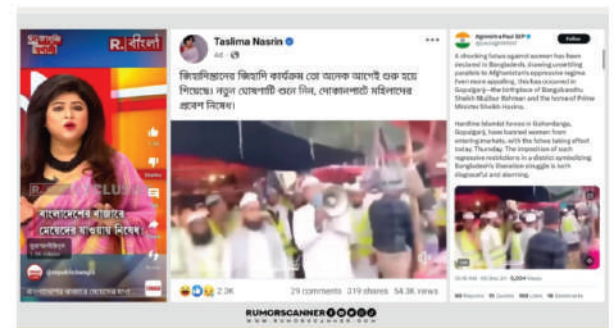 R. বাংলা
বাংলাদেশের বাজারে
মেয়েদের যাওয়ায় নিষেধ!
Taslima Nasrin
জিহাদিস্তানের জিহাদি কার্যক্রম তো অনেক আগেই শুরু হয়ে
গিয়েছে। নতুন ঘোষণাটি শুনে নিন, দোকানপাটে মহিলাদের
প্রবেশ নিষেধ।
2.3K
29 comments 319 shares 54.3K views
Agnimitra Paul BJP
Follow
A shocking fatwa against women has been
declared in Bangladesh, drawing unsettling
parallels to Afghanistan's oppressive regime.
Even more appalling, this has occurred in
Gopalganj—the birthplace of Bangabandhu
Sheikh Mujibur Rahman and the home of Prime
Minister Sheikh Hasina.
Hardline Islamist forces in
Gopalganj, have banned women from
entering markets, with the fatwa taking effect
today, Thursday. The imposition of such
regressive restrictions in a district symbolizing
Bangladesh's liberation struggle is both
disgraceful and alarming.
RUMORSCANNER
WWW.RUMORSCANNER.COM